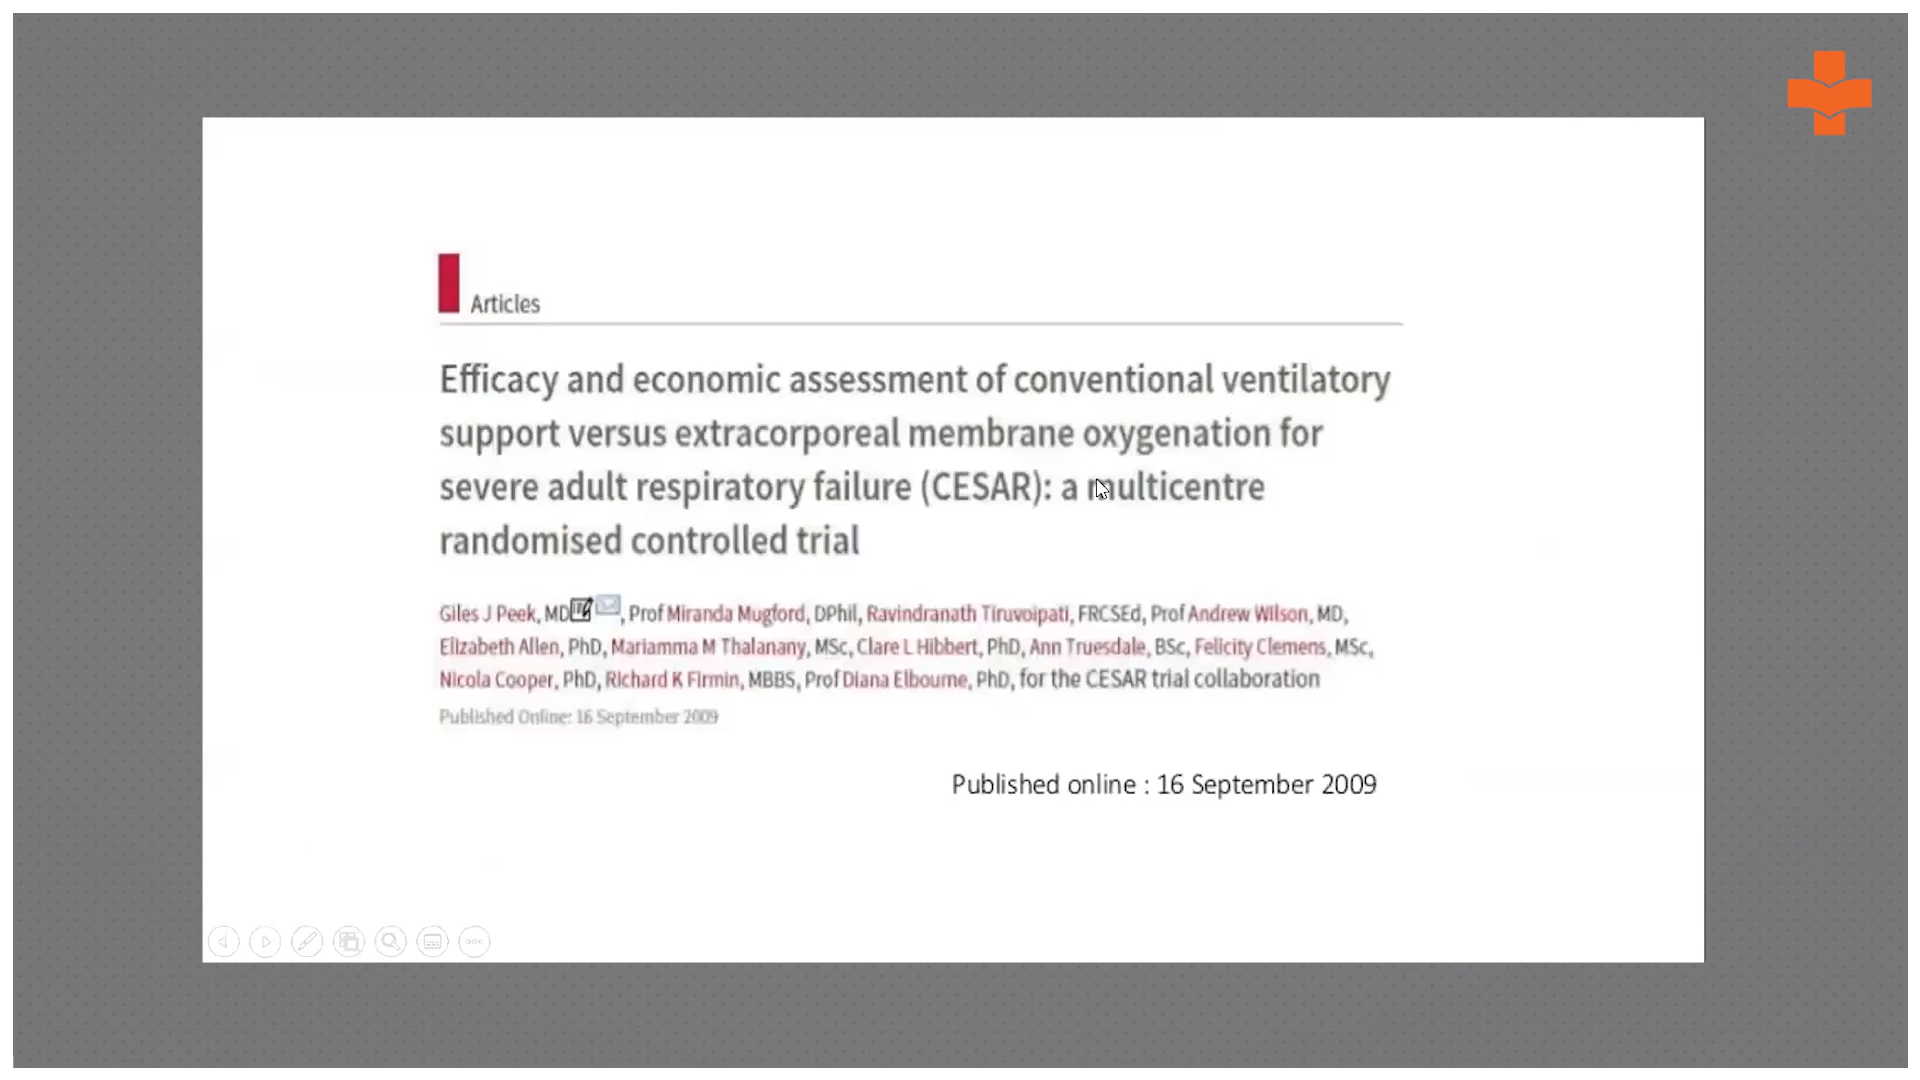 Articles
Efficacy and economic assessment of conventional ventilatory
support versus extracorporeal membrane oxygenation for
severe adult respiratory failure (CESAR): a multicentre
randomised controlled trial
Giles J Peek, MD, Prof Miranda Mugford, DPhil, Ravindranath Tiruvoipati, FRCSEd, Prof Andrew Wilson, MD,
Elizabeth Allen, PhD, Mariamma M Thalanany, MSc, Clare L Hibbert, PhD, Ann Truesdale, BSc, Felicity Clemens, MSc,
Nicola Cooper, PhD, Richard K Firmin, MBBS, Prof Diana Elbourne, PhD, for the CESAR trial collaboration
Published Online: 16 September 2009
Published online : 16 September 2009